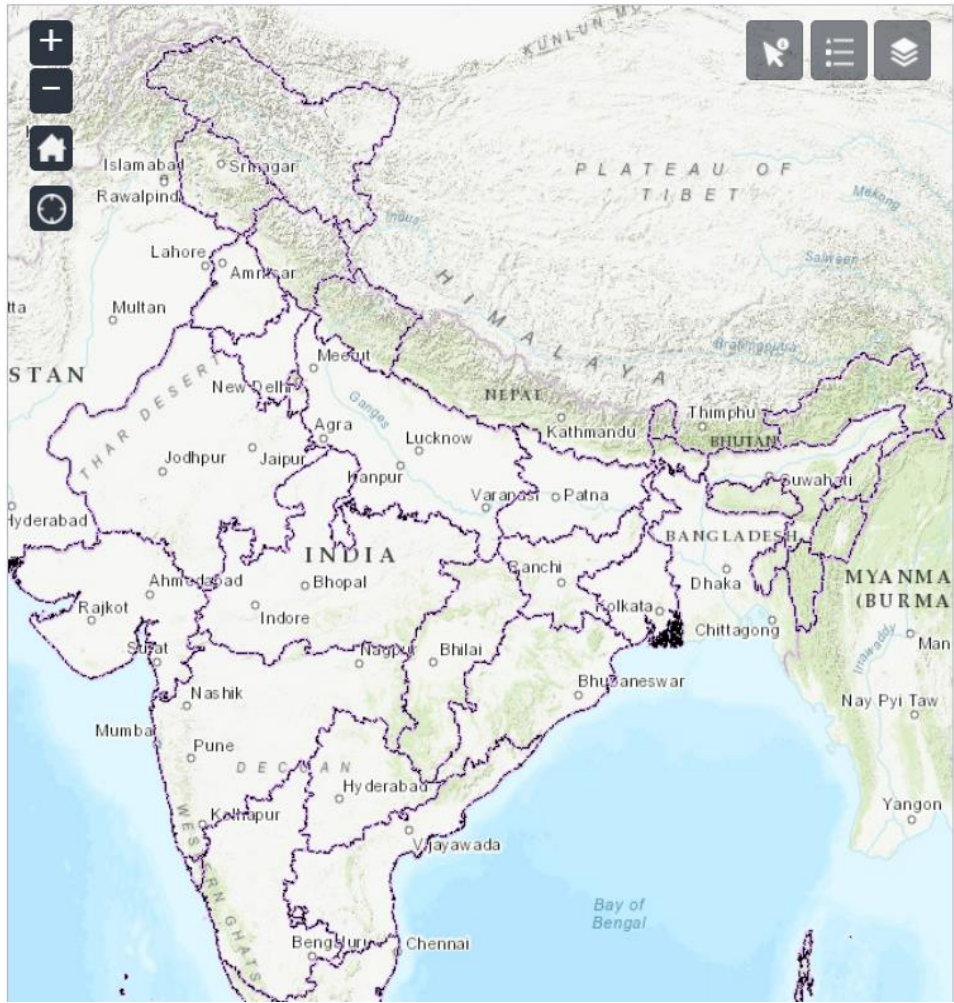 +
−
KUNLUN M
Islamabad
Srinagar
Rawalpindi
PLATEAU OF
TIBET
Mekong
Indus
Lahore
Amritsar
Salween
Multan
HIMALAYA
Brahmaputra
STAN
THAR DESERT
Meerut
New Delhi
NEPAL
Ganges
Thimphu
Agra
Kathmandu
BHUTAN
Lucknow
Jodhpur
Jaipur
Kanpur
Guwahati
Varanasi
Patna
Hyderabad
INDIA
BANGLADESH
Ahmedabad
Bhopal
Ranchi
Dhaka
MYANMA
(BURMA
Rajkot
Indore
Kolkata
Chittagong
Irrawaddy
Man
Surat
Nagpur
Bhilai
Bhubaneswar
Nashik
Nay Pyi Taw
Mumbai
Pune
DECCAN
Hyderabad
Yangon
Kolhapur
WESTERN GHATS
Vijayawada
Bay of
Bengal
Bengaluru
Chennai